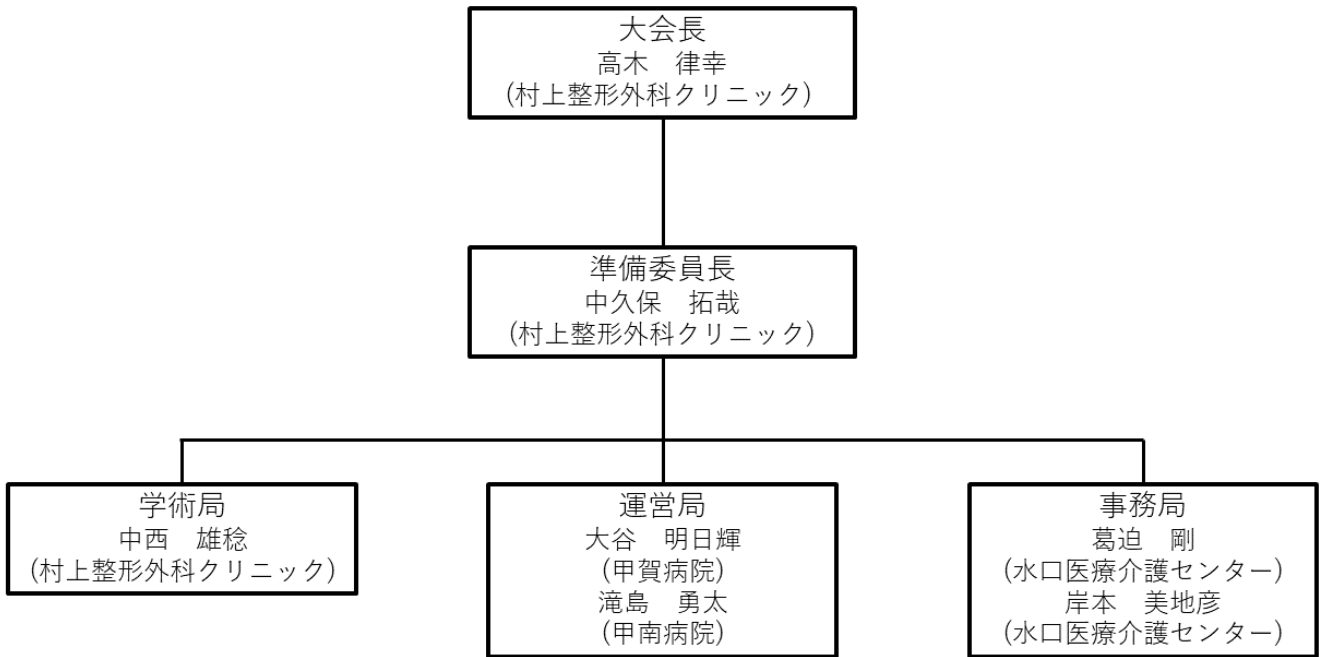 大会長
高木　律幸
(村上整形外科クリニック)
準備委員長
中久保　拓哉
(村上整形外科クリニック)
学術局
中西　雄稔
(村上整形外科クリニック)
運営局
大谷　明日輝
(甲賀病院)
滝島　勇太
(甲南病院)
事務局
葛迫　剛
(水口医療介護センター)
岸本　美地彦
(水口医療介護センター)